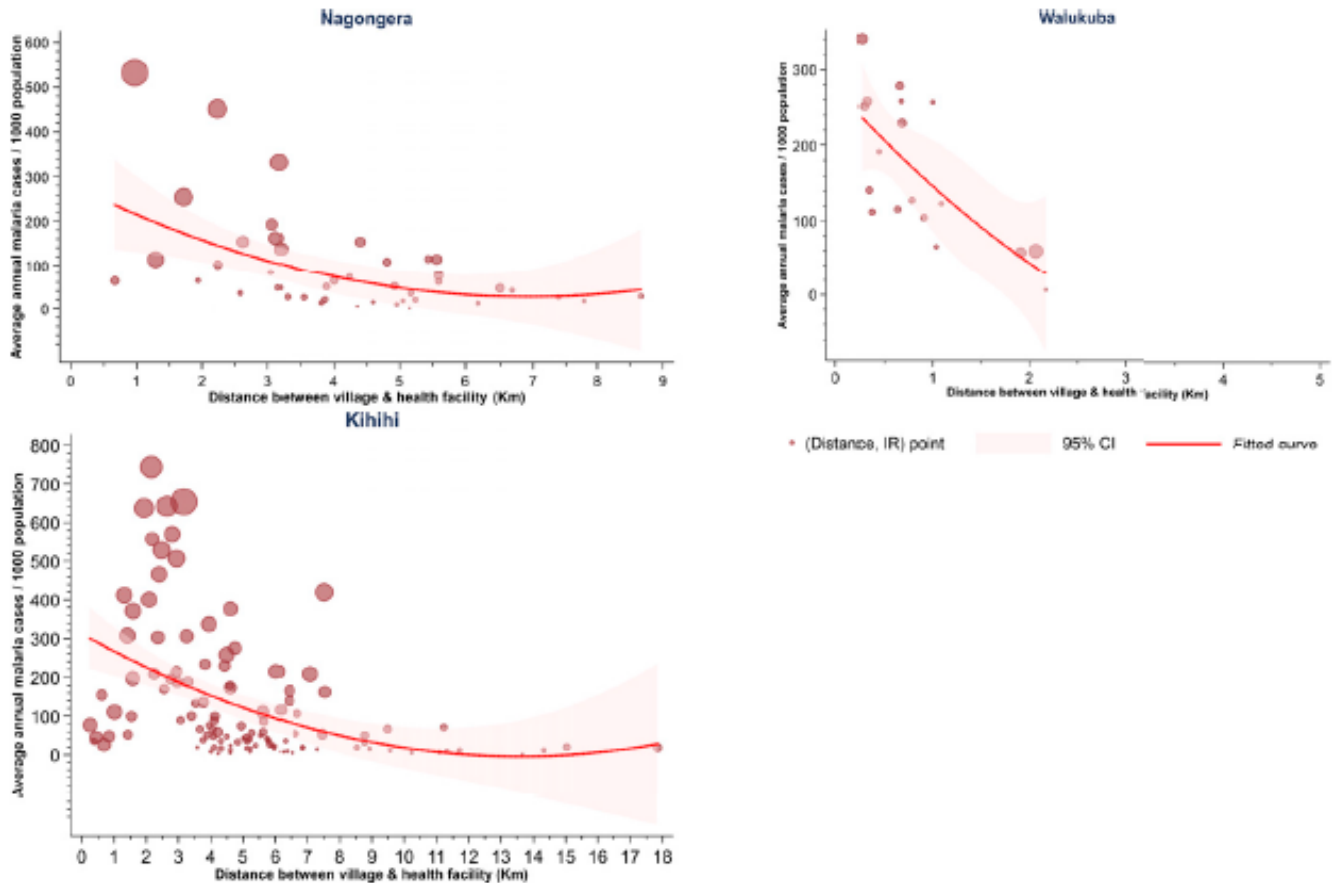 Nagongera
Average annual malaria cases / 1000 population
600
500
400
300
200
100
0
0 1 2 3 4 5 6 7 8 9
Distance between village & health facility (Km)
Walukuba
Average annual malaria cases / 1000 population
300
200
100
0
0 1 2 3 4 5
Distance between village & health facility (Km)
(Distance, IR) point 95% CI Fitted curve
Kihihi
Average annual malaria cases / 1000 population
800
700
600
500
400
300
200
100
0
0 1 2 3 4 5 6 7 8 9 10 11 12 13 14 15 16 17 18
Distance between village & health facility (Km)